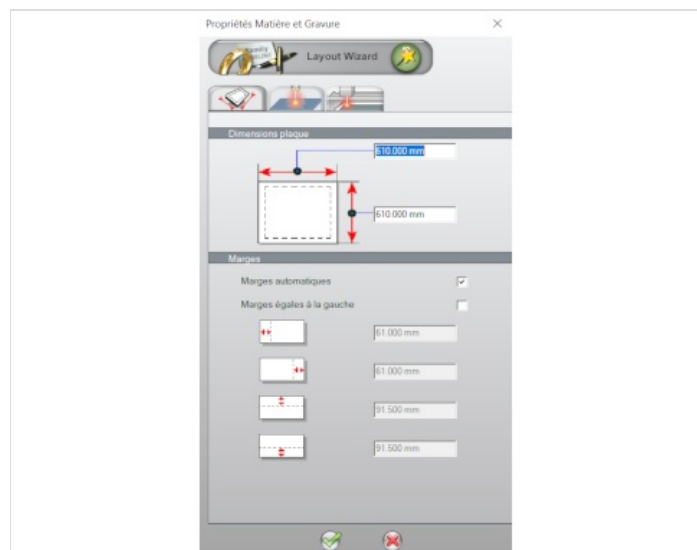 Propriétés Matière et Gravure
Layout Wizard
Dimensions plaque
610.000 mm
610.000 mm
Marges
Marges automatiques
Marges égales à la gauche
61.000 mm
61.000 mm
91.500 mm
91.500 mm